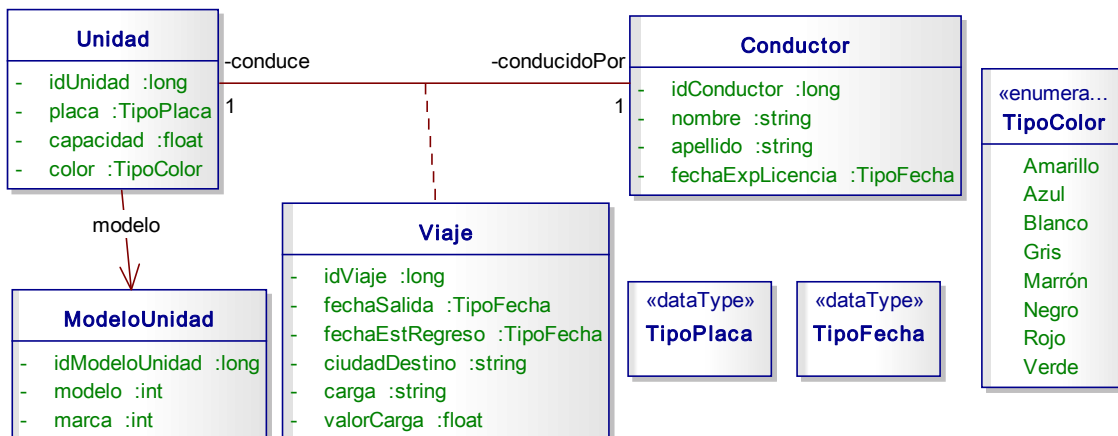 Unidad
- idUnidad :long
- placa :TipoPlaca
- capacidad :float
- color :TipoColor
-conduce
1
-conducidoPor
1
Conductor
- idConductor :long
- nombre :string
- apellido :string
- fechaExpLicencia :TipoFecha
«enumera...
TipoColor
Amarillo
Azul
Blanco
Gris
Marrón
Negro
Rojo
Verde
modelo
ModeloUnidad
- idModeloUnidad :long
- modelo :int
- marca :int
Viaje
- idViaje :long
- fechaSalida :TipoFecha
- fechaEstRegreso :TipoFecha
- ciudadDestino :string
- carga :string
- valorCarga :float
«dataType»
TipoPlaca
«dataType»
TipoFecha